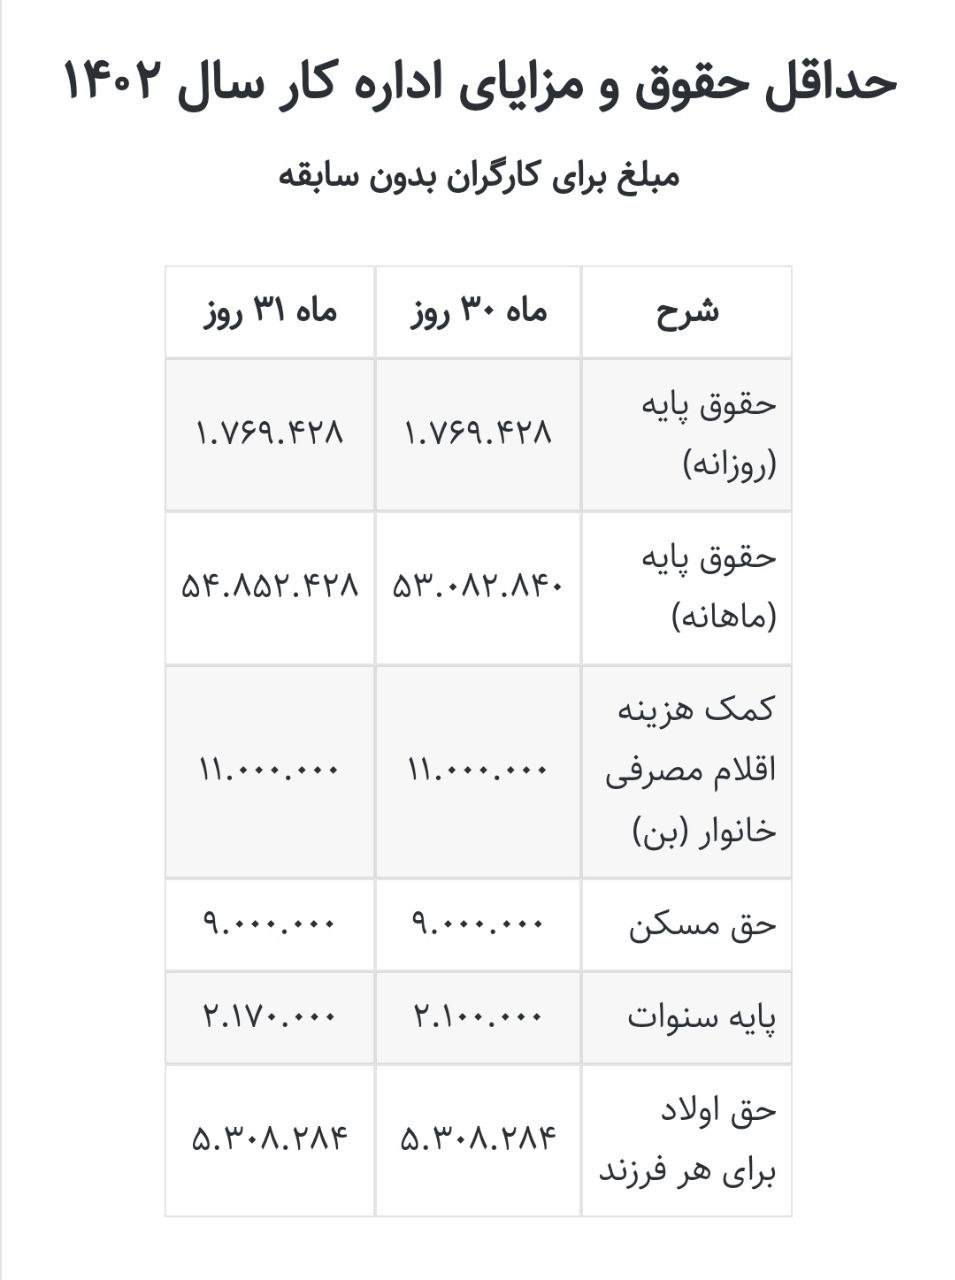 حداقل حقوق و مزایای اداره کار سال ۱۴۰۲
مبلغ برای کارگران بدون سابقه
شرح ماه ۳۰ روز ماه ۳۱ روز
حقوق پایه
(روزانه) ۱.۷۶۹.۴۲۸ ۱.۷۶۹.۴۲۸
حقوق پایه
(ماهانه) ۵۳.۰۸۲.۸۴۰ ۵۴.۸۵۲.۴۲۸
کمک هزینه
اقلام مصرفی ۱۱.۰۰۰.۰۰۰ ۱۱.۰۰۰.۰۰۰
خانوار (بن)
حق مسکن ۹.۰۰۰.۰۰۰ ۹.۰۰۰.۰۰۰
پایه سنوات ۲.۱۰۰.۰۰۰ ۲.۱۷۰.۰۰۰
حق اولاد
برای هر فرزند ۵.۳۰۸.۲۸۴ ۵.۳۰۸.۲۸۴